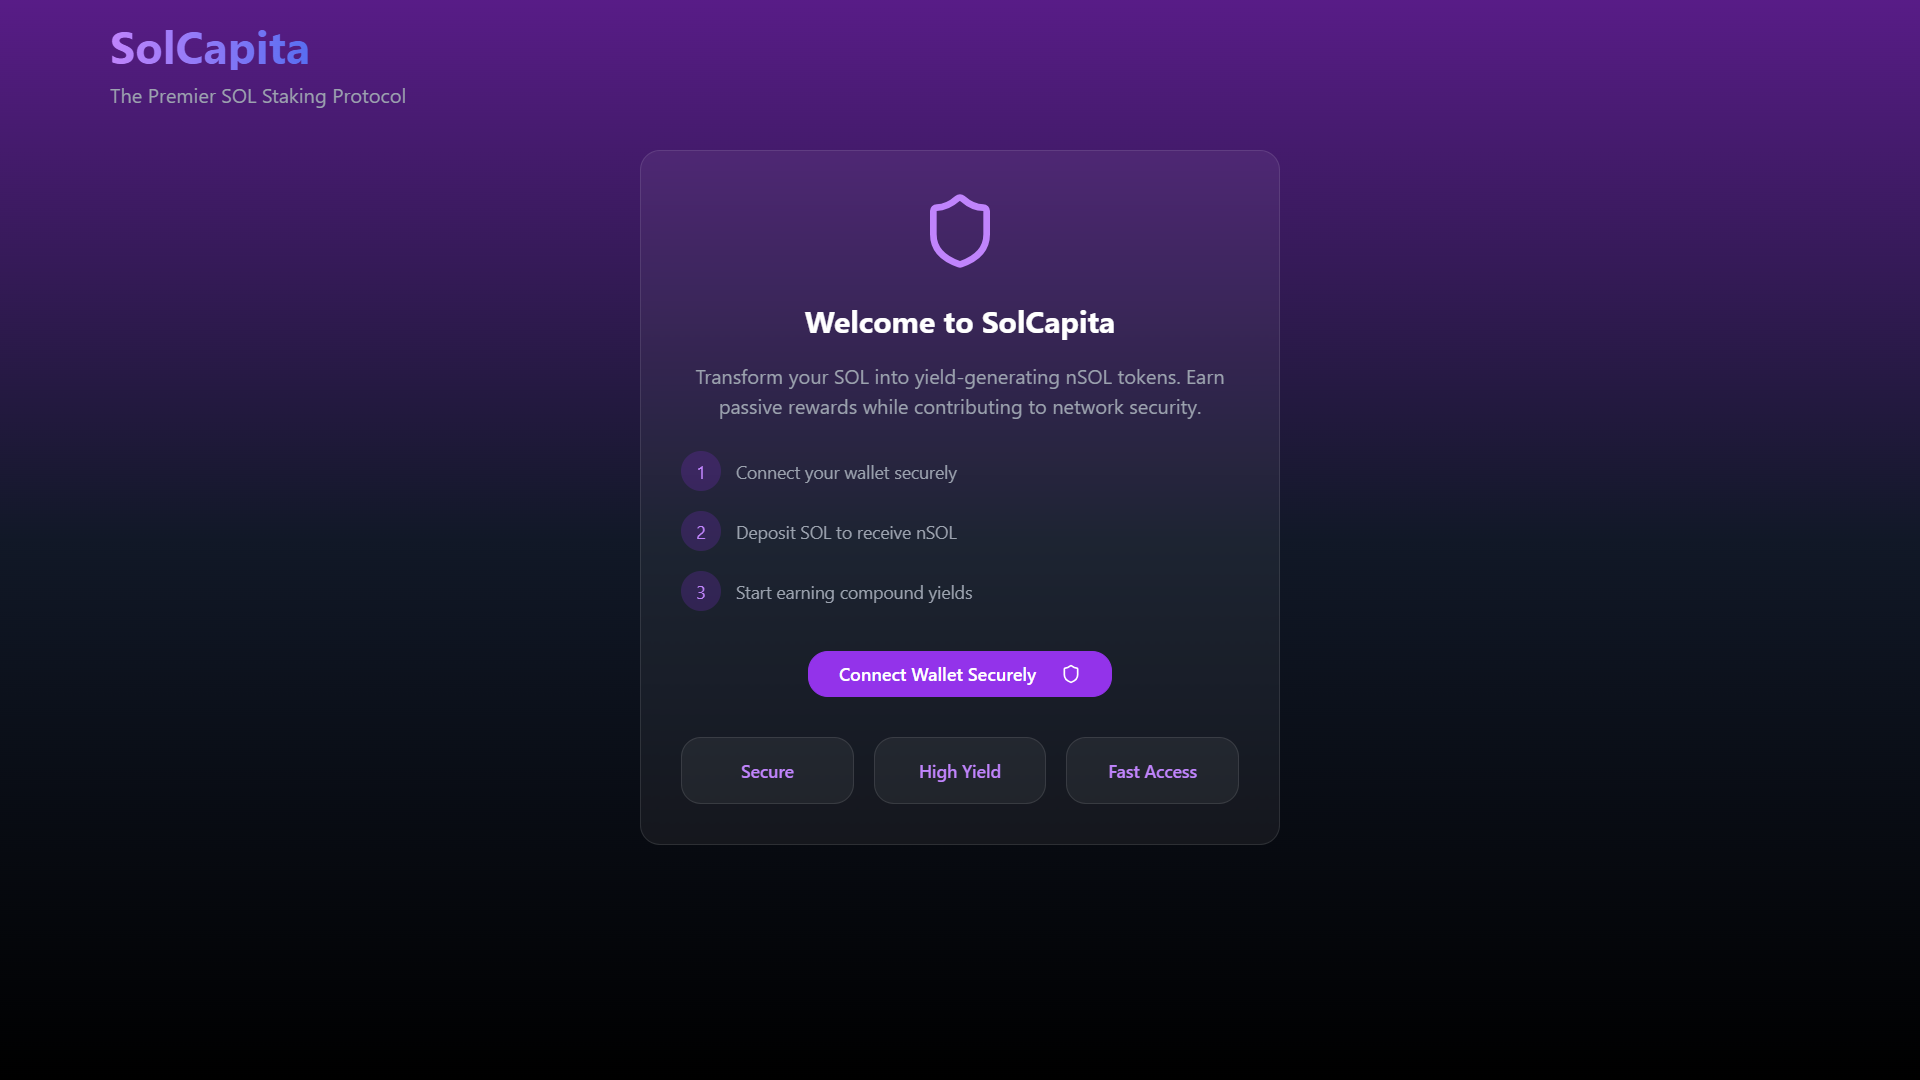 SolCapita
The Premier SOL Staking Protocol
Welcome to SolCapita
Transform your SOL into yield-generating nSOL tokens. Earn
passive rewards while contributing to network security.
1 Connect your wallet securely
2 Deposit SOL to receive nSOL
3 Start earning compound yields
Connect Wallet Securely
Secure High Yield Fast Access